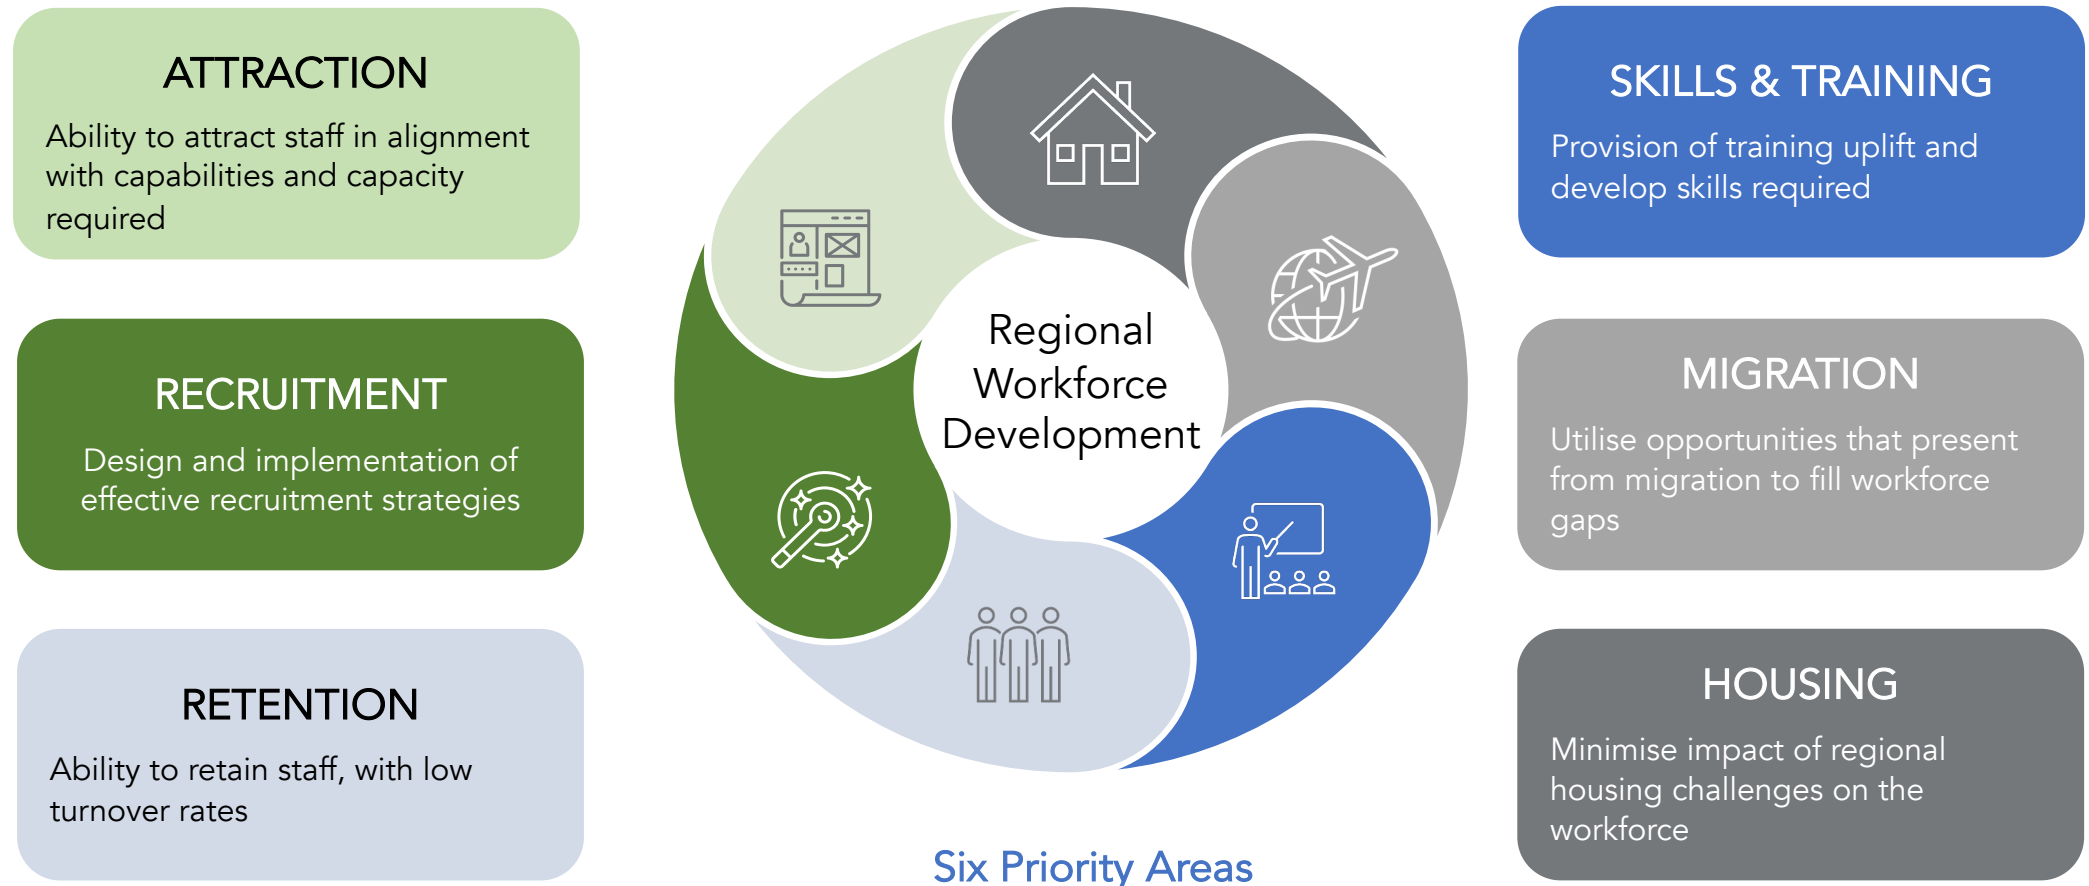 ATTRACTION
Ability to attract staff in alignment
with capabilities and capacity
required
RECRUITMENT
Design and implementation of
effective recruitment strategies
RETENTION
Ability to retain staff, with low
turnover rates
Regional
Workforce
Development
Six Priority Areas
SKILLS & TRAINING
Provision of training uplift and
develop skills required
MIGRATION
Utilise opportunities that present
from migration to fill workforce
gaps
HOUSING
Minimise impact of regional
housing challenges on the
workforce